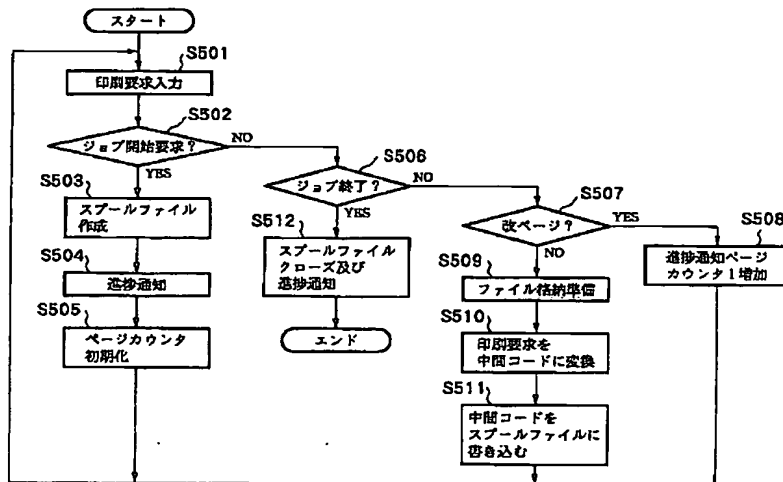 スタート
S501
印刷要求入力
S502
ジョブ開始要求？
NO
YES
S503
スプールファイル
作成
S504
進捗通知
S505
ページカウンタ
初期化
S506
ジョブ終了？
NO
YES
S512
スプールファイル
クローズ及び
進捗通知
エンド
S507
改ページ？
YES
NO
S508
進捗通知ページ
カウンタ1増加
S509
ファイル格納準備
S510
印刷要求を
中間コードに変換
S511
中間コードを
スプールファイルに
書き込む